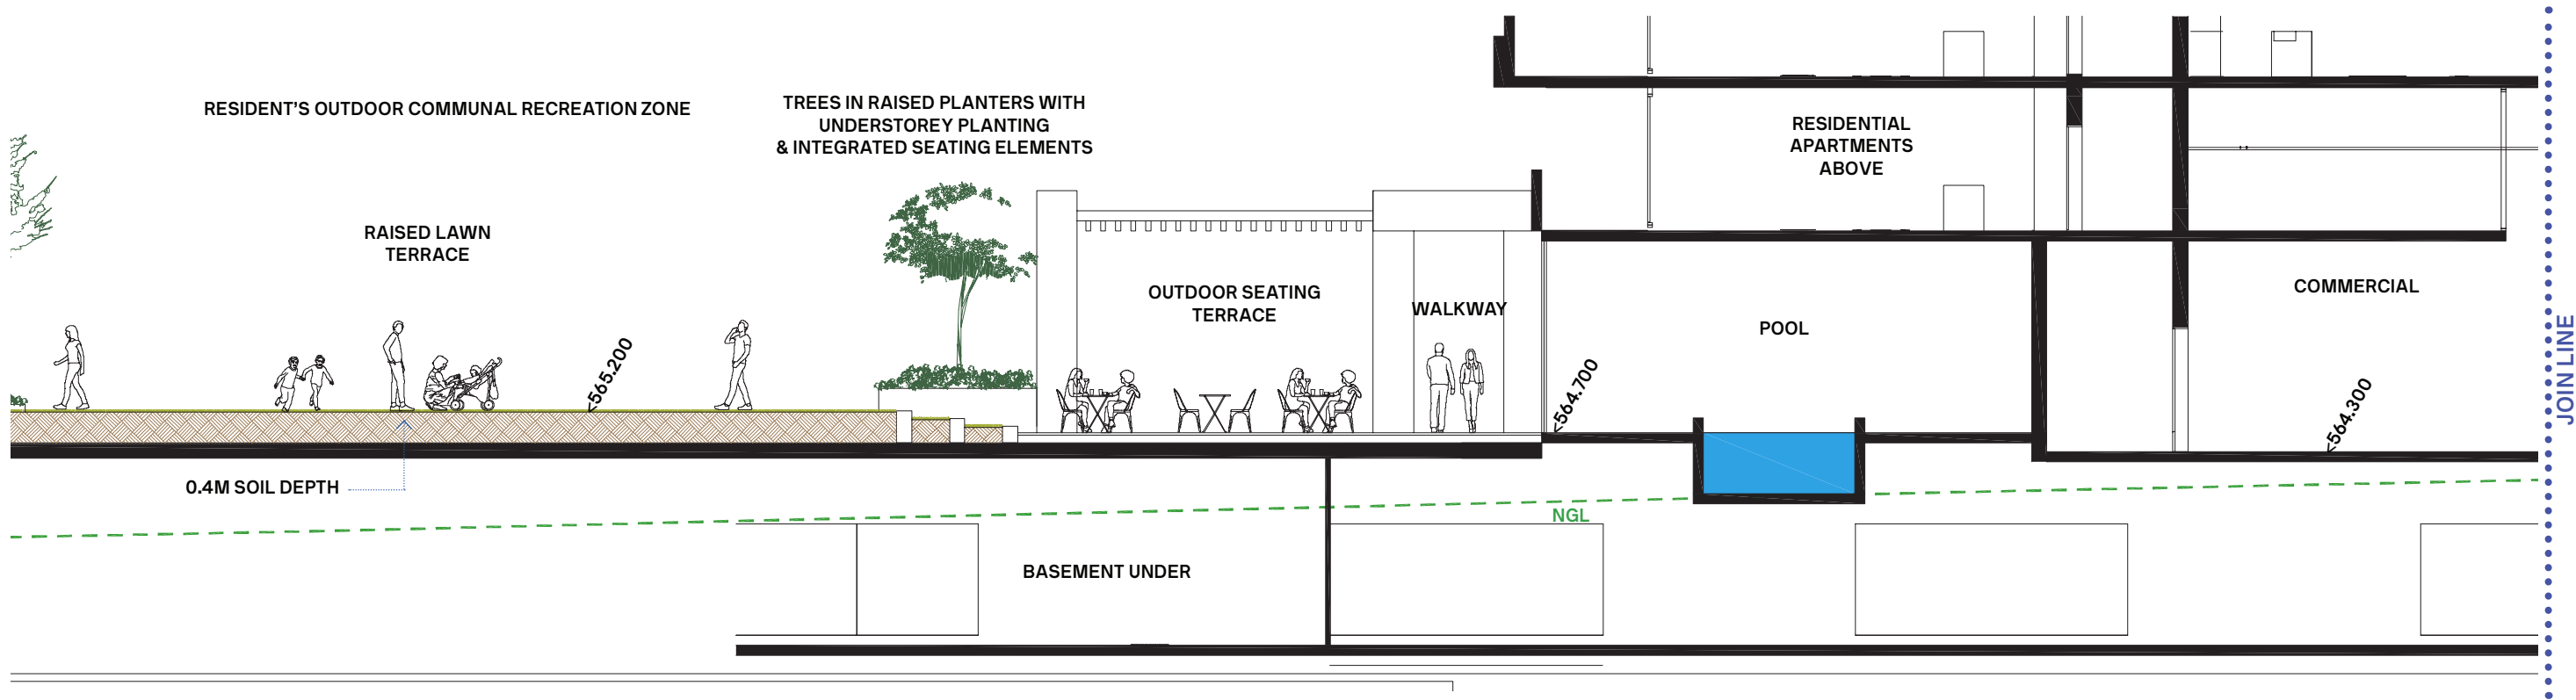 RESIDENT'S OUTDOOR COMMUNAL RECREATION ZONE
TREES IN RAISED PLANTERS WITH
UNDERSTOREY PLANTING
& INTEGRATED SEATING ELEMENTS
RESIDENTIAL
APARTMENTS
ABOVE
RAISED LAWN
TERRACE
OUTDOOR SEATING
TERRACE
WALKWAY
POOL
COMMERCIAL
JOIN LINE
<565.200
<564.700
<564.300
0.4M SOIL DEPTH
NGL
BASEMENT UNDER